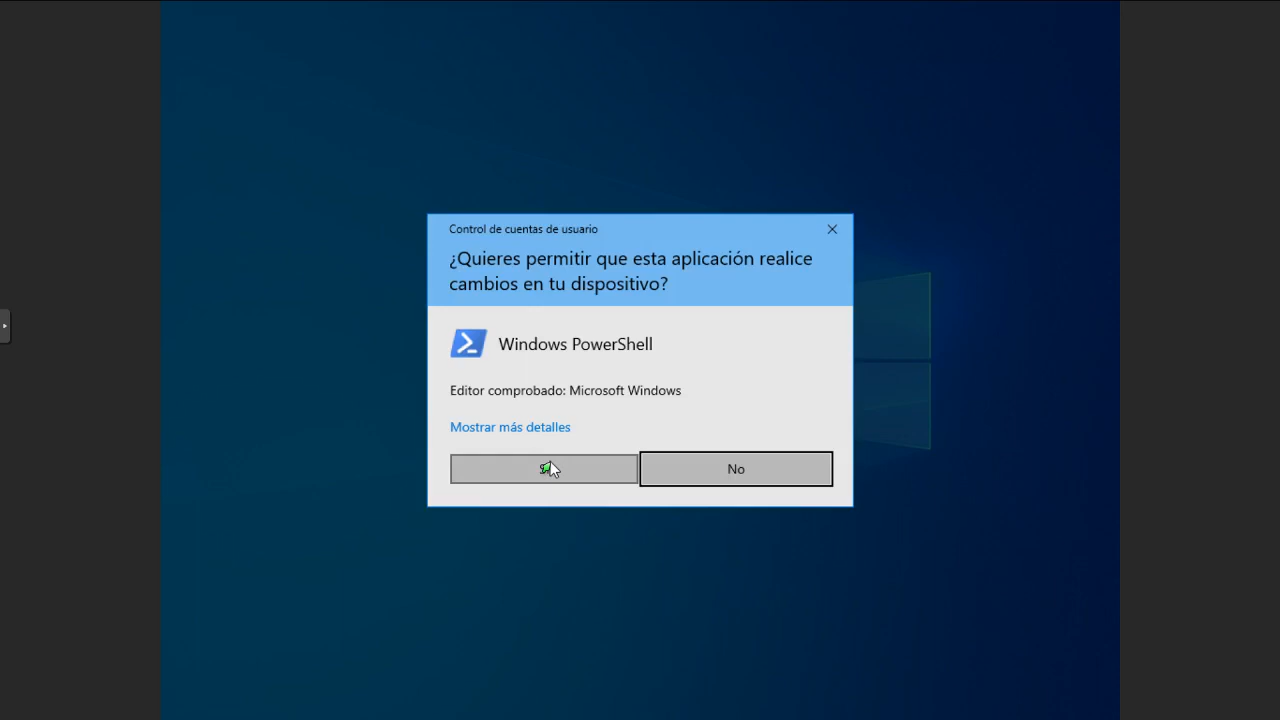 Control de cuentas de usuario
¿Quieres permitir que esta aplicación realice
cambios en tu dispositivo?
Windows PowerShell
Editor comprobado: Microsoft Windows
Mostrar más detalles
No